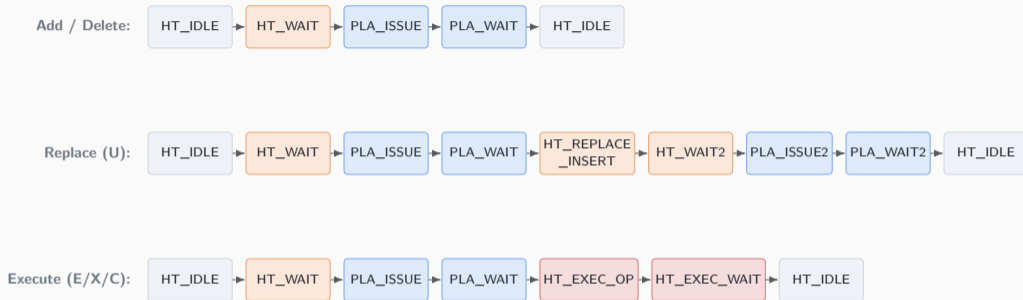 Add / Delete: HT_IDLE HT_WAIT PLA_ISSUE PLA_WAIT HT_IDLE
Replace (U): HT_IDLE HT_WAIT PLA_ISSUE PLA_WAIT HT_REPLACE
_INSERT HT_WAIT2 PLA_ISSUE2 PLA_WAIT2 HT_IDLE
Execute (E/X/C): HT_IDLE HT_WAIT PLA_ISSUE PLA_WAIT HT_EXEC_OP HT_EXEC_WAIT HT_IDLE